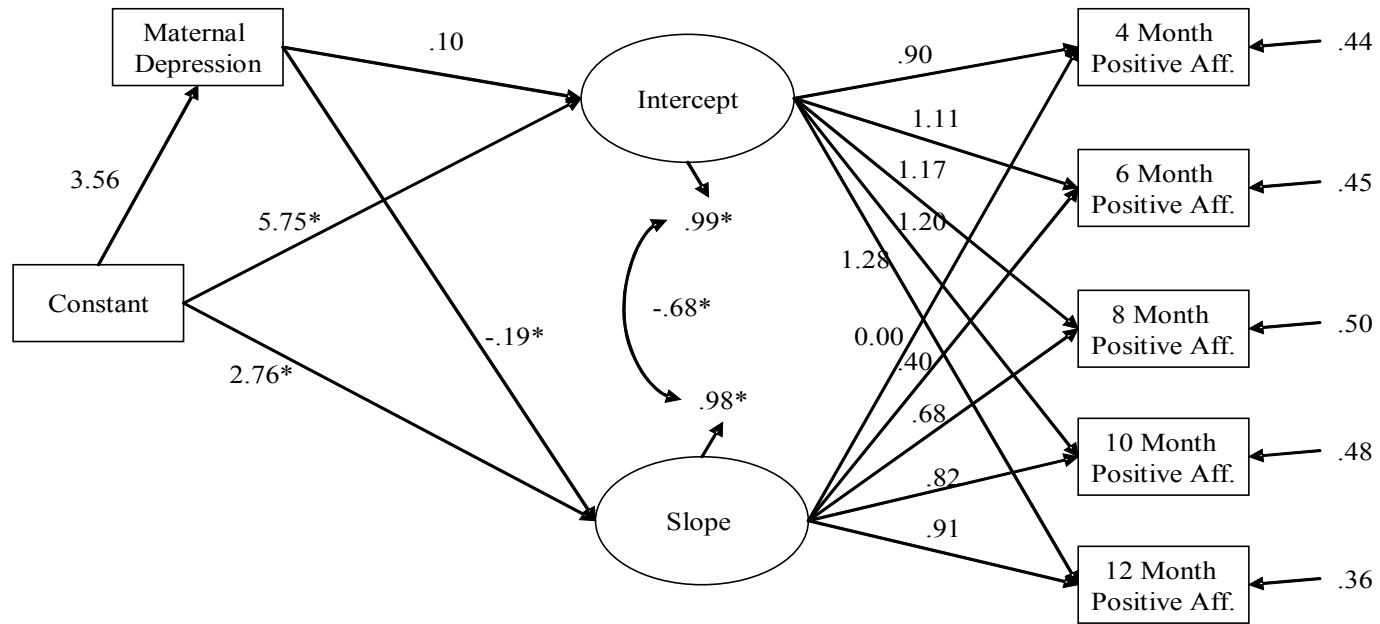 Maternal
Depression
.10
Intercept
.90
4 Month
Positive Aff.
.44
1.11
3.56
1.17
6 Month
Positive Aff.
.45
5.75*
.99*
1.20
1.28
Constant
-.68*
8 Month
Positive Aff.
.50
-.19*
0.00
.40
2.76*
.98*
.68
10 Month
Positive Aff.
.48
.82
Slope
.91
12 Month
Positive Aff.
.36